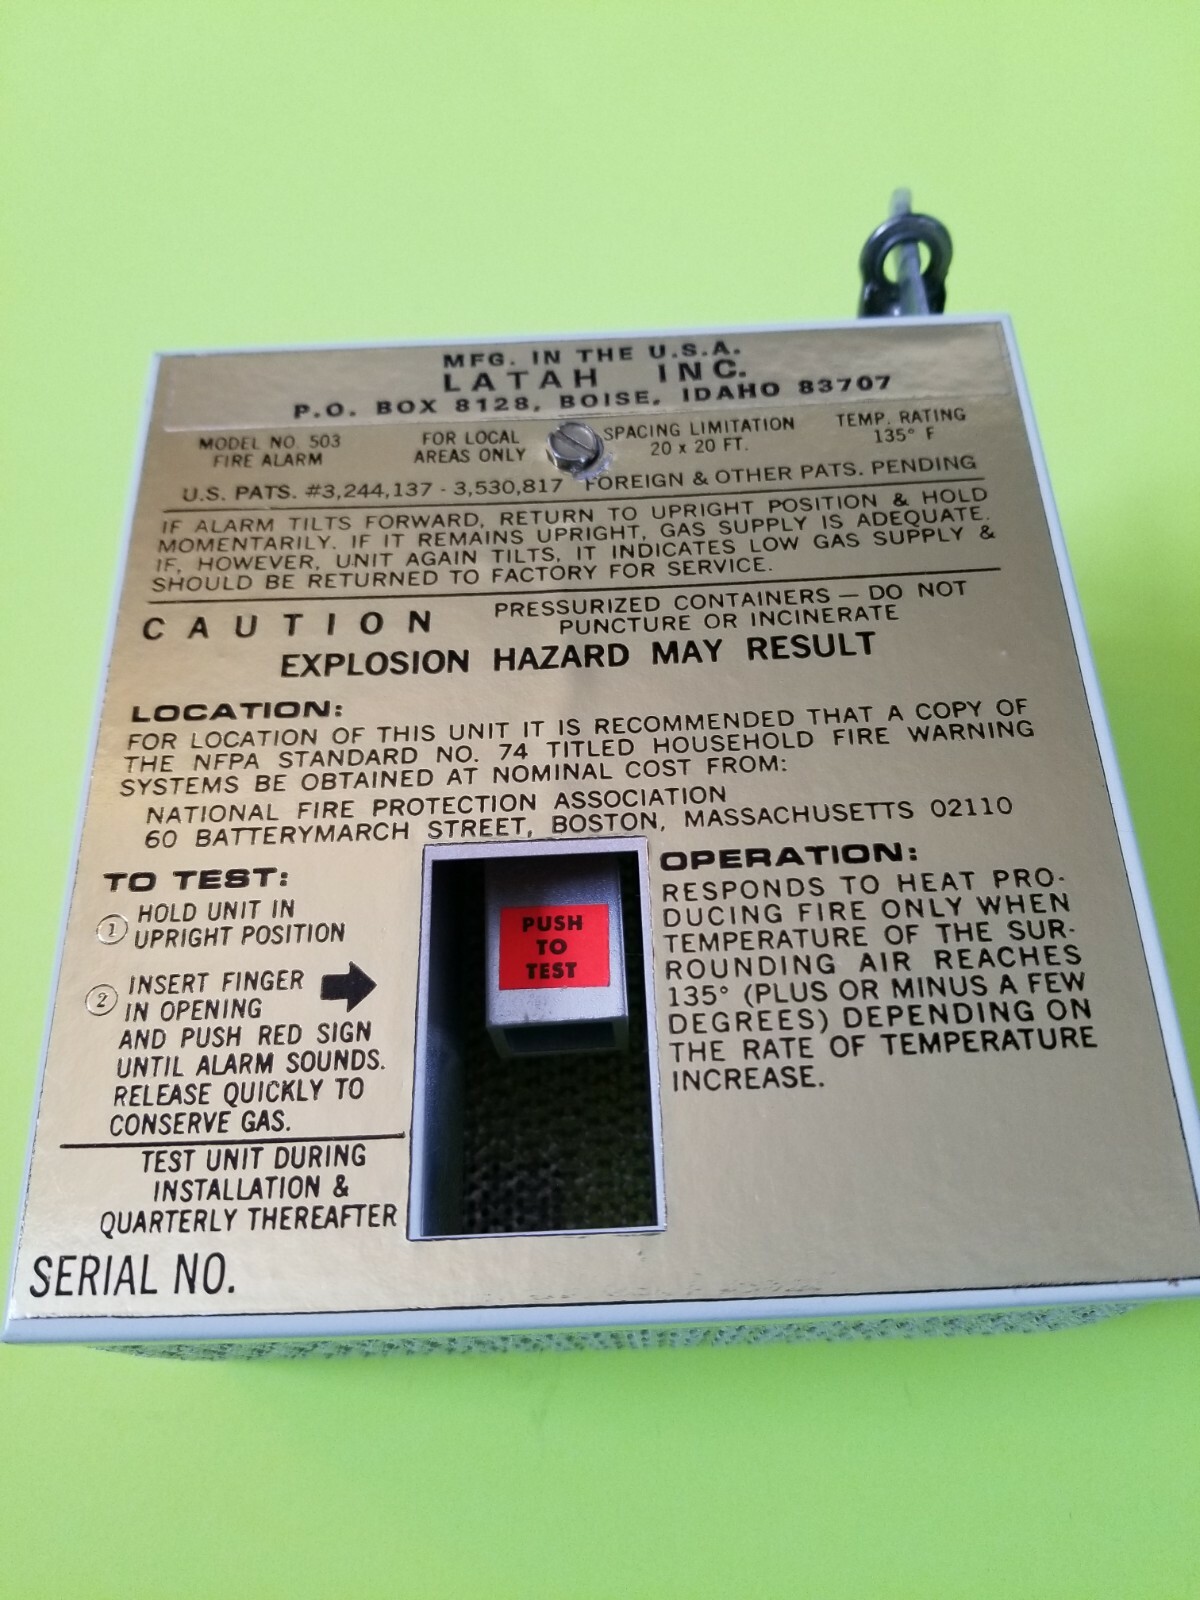 MFG. IN THE U.S.A.
LATAH INC.
P.O. BOX 8128, BOISE, IDAHO 83707
MODEL NO. 503
FIRE ALARM
FOR LOCAL
AREAS ONLY
SPACING LIMITATION
20 x 20 FT.
TEMP. RATING
135° F
U.S. PATS. #3,244,137 - 3,530,817 FOREIGN & OTHER PATS. PENDING
IF ALARM TILTS FORWARD, RETURN TO UPRIGHT POSITION & HOLD
MOMENTARILY. IF IT REMAINS UPRIGHT, GAS SUPPLY IS ADEQUATE.
IF, HOWEVER, UNIT AGAIN TILTS, IT INDICATES LOW GAS SUPPLY &
SHOULD BE RETURNED TO FACTORY FOR SERVICE.
CAUTION
PRESSURIZED CONTAINERS — DO NOT
PUNCTURE OR INCINERATE
EXPLOSION HAZARD MAY RESULT
LOCATION:
FOR LOCATION OF THIS UNIT IT IS RECOMMENDED THAT A COPY OF
THE NFPA STANDARD NO. 74 TITLED HOUSEHOLD FIRE WARNING
SYSTEMS BE OBTAINED AT NOMINAL COST FROM:
NATIONAL FIRE PROTECTION ASSOCIATION
60 BATTERYMARCH STREET, BOSTON, MASSACHUSETTS 02110
TO TEST:
1 HOLD UNIT IN
UPRIGHT POSITION
2 INSERT FINGER
IN OPENING
AND PUSH RED SIGN
UNTIL ALARM SOUNDS.
RELEASE QUICKLY TO
CONSERVE GAS.
TEST UNIT DURING
INSTALLATION &
QUARTERLY THEREAFTER
SERIAL NO.
PUSH
TO
TEST
OPERATION:
RESPONDS TO HEAT PRO-
DUCING FIRE ONLY WHEN
TEMPERATURE OF THE SUR-
ROUNDING AIR REACHES
135° (PLUS OR MINUS A FEW
DEGREES) DEPENDING ON
THE RATE OF TEMPERATURE
INCREASE.